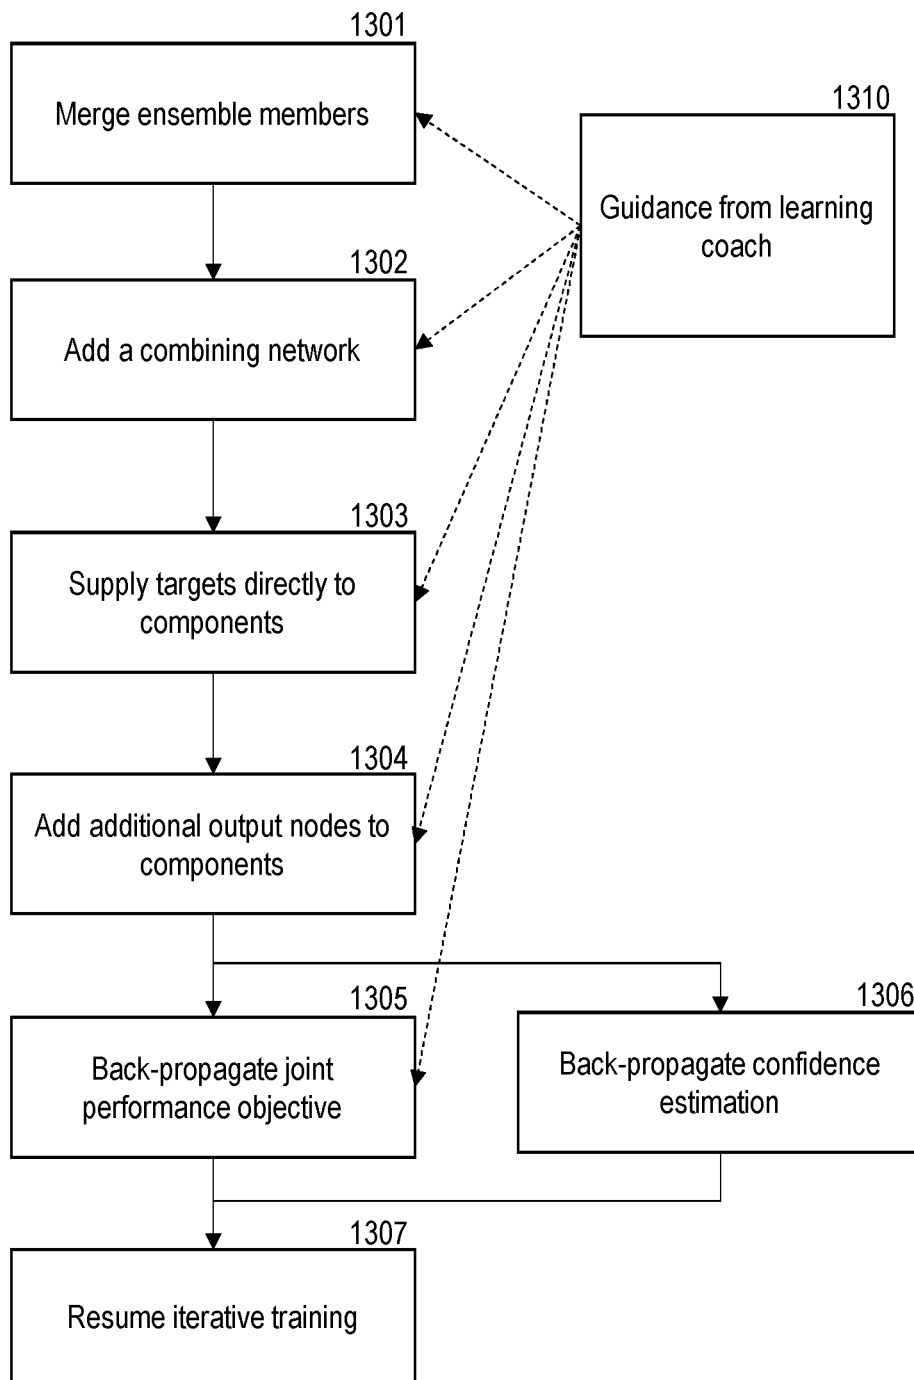 1301
Merge ensemble members
1310
Guidance from learning
coach
1302
Add a combining network
1303
Supply targets directly to
components
1304
Add additional output nodes to
components
1305
Back-propagate joint
performance objective
1306
Back-propagate confidence
estimation
1307
Resume iterative training